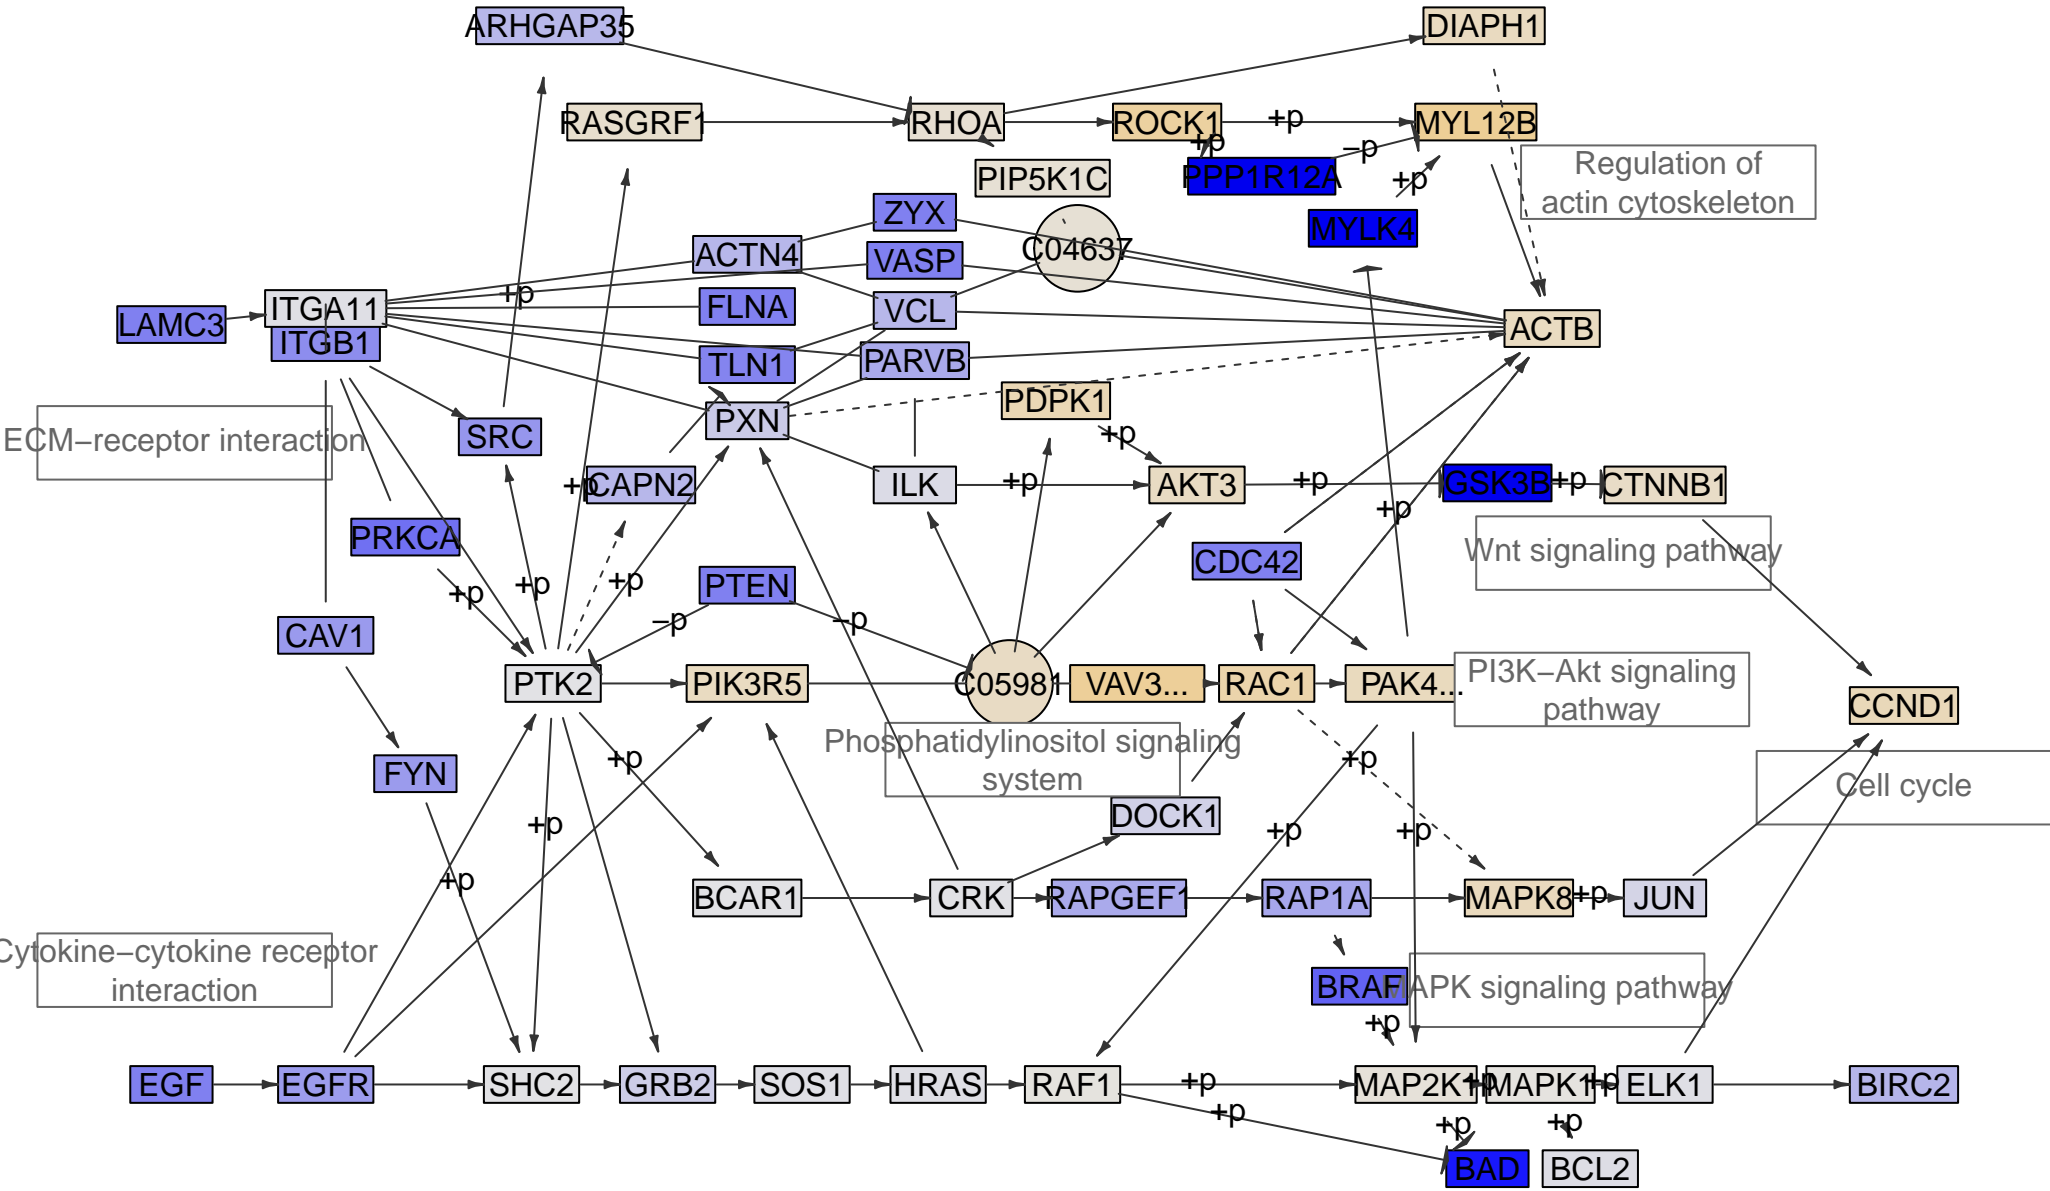 ARHGAP35
DIAPH1
RASGRF1
RHOA
ROCK1
+p
MYL12B
+p
−p
PIP5K1C
PPP1R12A
+p
Regulation of
actin cytoskeleton
ZYX
MYLK4
ACTN4
VASP
C04637
+p
LAMC3
ITGA11
FLNA
VCL
ACTB
ITGB1
TLN1
PARVB
PDPK1
PXN
+p
ECM−receptor interaction
SRC
+p
CAPN2
ILK
+p
AKT3
+p
GSK3B
+p
CTNNB1
+p
PRKCA
Wnt signaling pathway
CDC42
+p
+p
+p
PTEN
−p
−p
CAV1
PTK2
PIK3R5
C05981
VAV3...
RAC1
PAK4...
PI3K−Akt signaling
pathway
CCND1
Phosphatidylinositol signaling
system
+p
+p
FYN
Cell cycle
DOCK1
+p
+p
+p
+p
BCAR1
CRK
RAPGEF1
RAP1A
MAPK8
+p
JUN
Cytokine−cytokine receptor
interaction
BRAF
MAPK signaling pathway
+p
EGF
EGFR
SHC2
GRB2
SOS1
HRAS
RAF1
+p
MAP2K1
+p
MAPK1
+p
ELK1
BIRC2
+p
+p
+p
BAD
BCL2